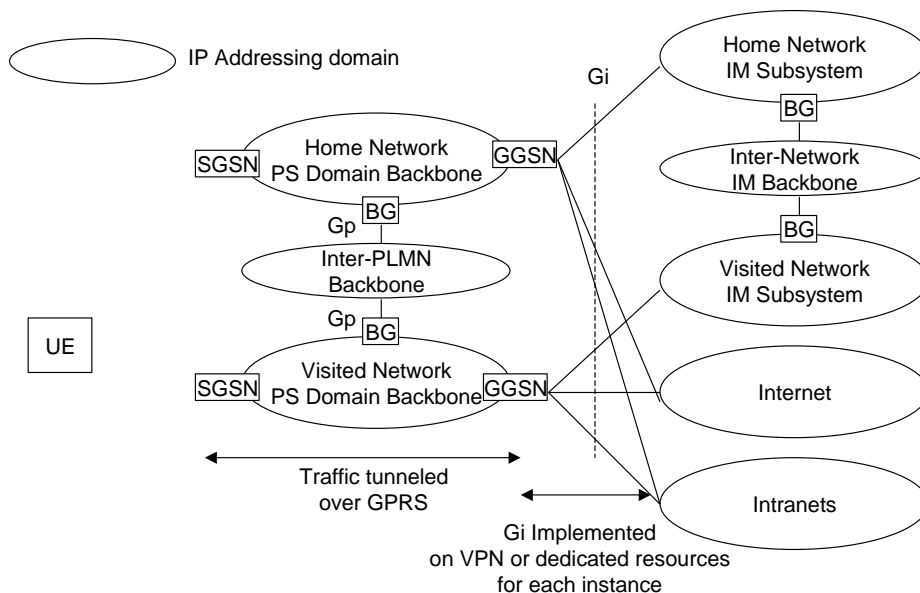 IP Addressing domain
Home Network
IM Subsystem
Gi
BG
SGSN
Home Network
PS Domain Backbone
GGSN
Inter-Network
IM Backbone
BG
Gp
BG
Inter-PLMN
Backbone
Visited Network
IM Subsystem
Gp
BG
UE
SGSN
Visited Network
PS Domain Backbone
GGSN
Internet
Traffic tunneled
over GPRS
Intranets
Gi Implemented
on VPN or dedicated resources
for each instance